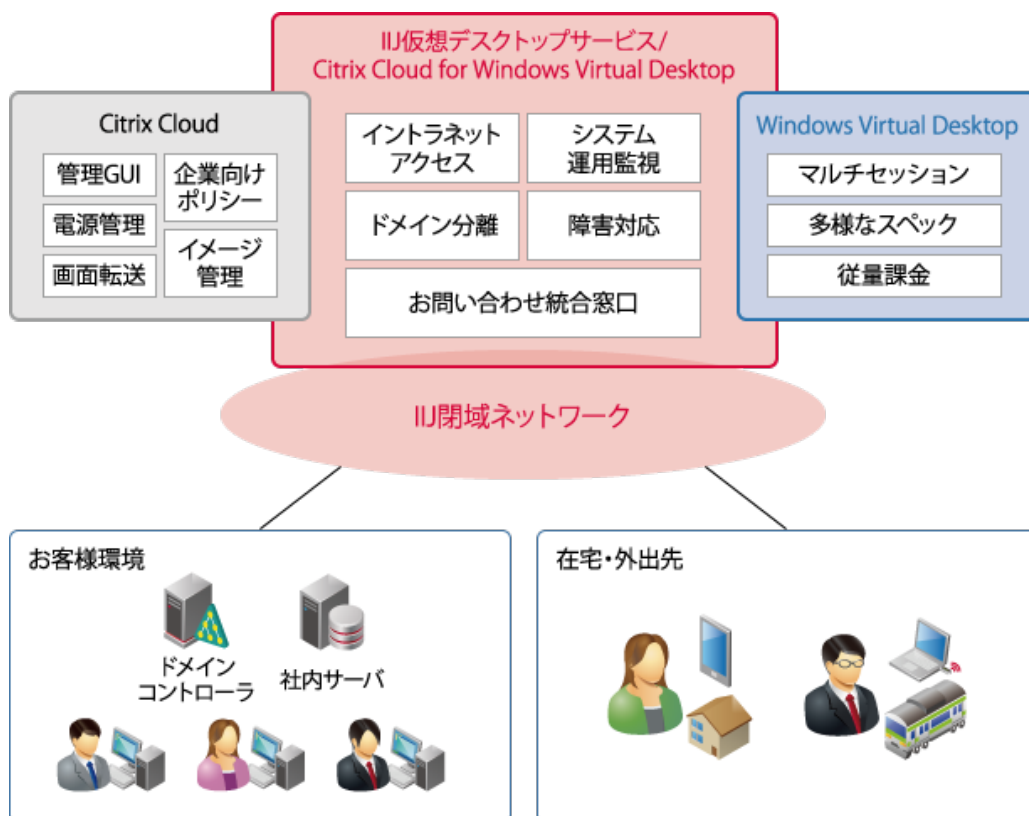 IIJ仮想デスクトップサービス/
Citrix Cloud for Windows Virtual Desktop
Citrix Cloud
管理GUI
電源管理
画面転送
企業向け
ポリシー
イメージ
管理
イントラネット
アクセス
システム
運用監視
ドメイン分離
障害対応
お問い合わせ統合窓口
Windows Virtual Desktop
マルチセッション
多様なスペック
従量課金
IIJ閉域ネットワーク
お客様環境
ドメイン
コントローラ
社内サーバ
在宅・外出先